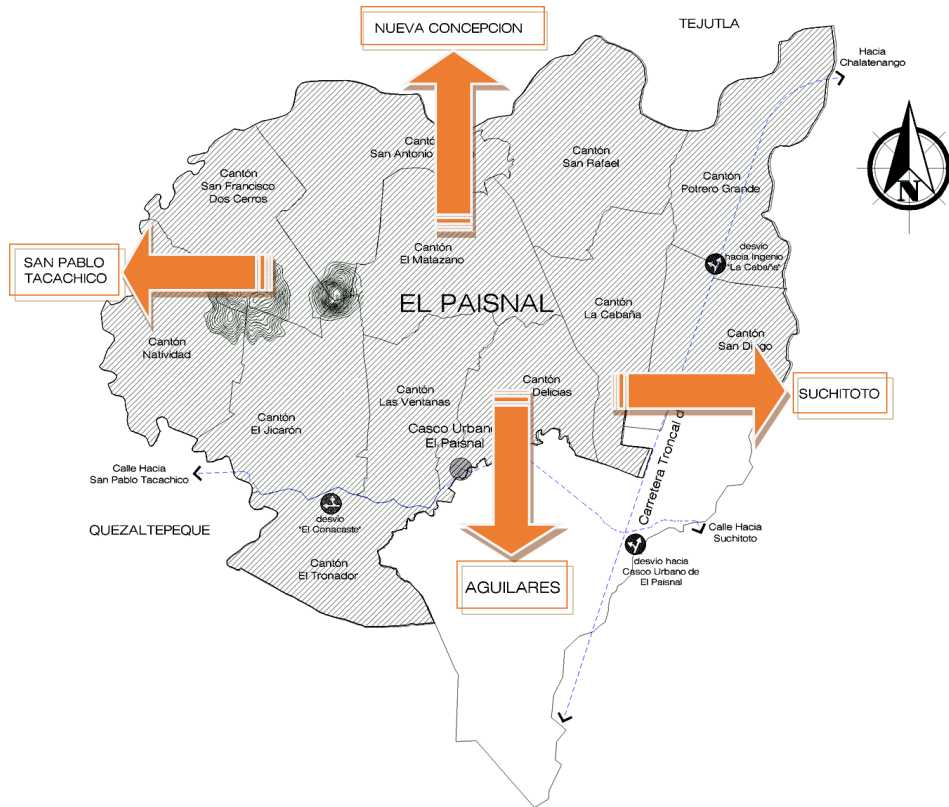 NUEVA CONCEPCION
TEJUTLA
Hacia
Chalatenango
Cantón
San Antonio
Cantón
San Rafael
Cantón
San Francisco
Dos Cerros
Cantón
Potrero Grande
N
SAN PABLO
TACACHICO
Cantón
El Matazano
desvio
hacia Ingenio
"La Cabaña"
EL PAISNAL
Cantón
La Cabaña
Cantón
Natividad
Cantón
San Diego
Cantón
Las Ventanas
Cantón
Delicias
SUCHITOTO
Cantón
El Jicarón
Casco Urbano
El Paisnal
Carretera Troncal d
Calle Hacia
San Pablo Tacachico
QUEZALTEPEQUE
desvio
"El Conacaste"
Calle Hacia
Suchitoto
Cantón
El Tronador
desvio hacia
Casco Urbano de
El Paisnal
AGUILARES